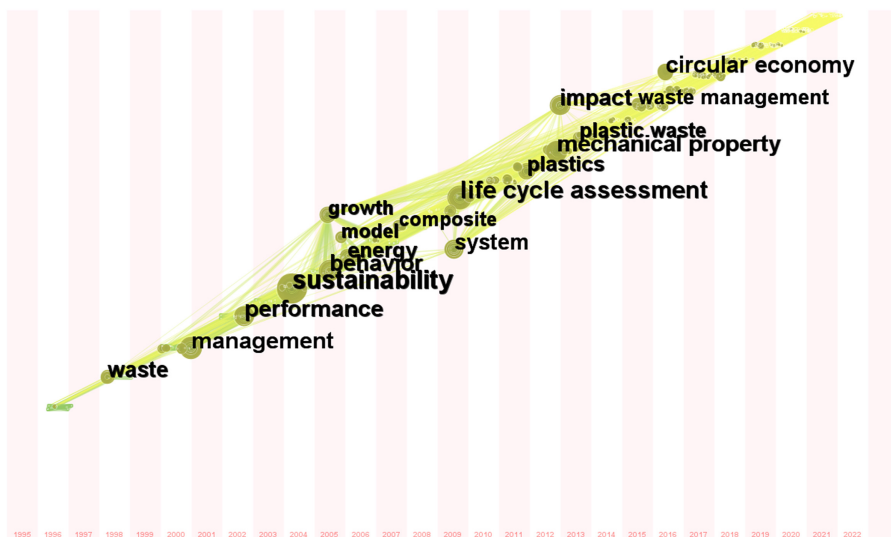 circular economy
impact waste management
plastic waste
mechanical property
plastics
life cycle assessment
growth
composite
model
system
energy
behavior
sustainability
performance
management
waste
1995 1996 1997 1998 1999 2000 2001 2002 2003 2004 2005 2006 2007 2008 2009 2010 2011 2012 2013 2014 2015 2016 2017 2018 2019 2020 2021 2022